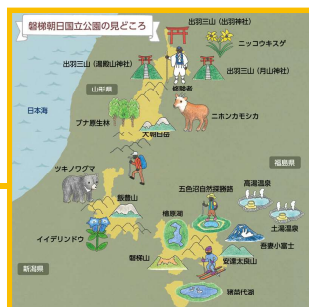 磐梯朝日国立公園の見どころ
出羽三山(出羽神社)
ニッコウキスゲ
出羽三山(湯殿山神社)
修験者
出羽三山(月山神社)
山形県
日本海
ブナ原生林
ニホンカモシカ
大朝日岳
福島県
ツキノワグマ
五色沼自然探勝路
高湯温泉
飯豊山
桧原湖
土湯温泉
イイデリンドウ
吾妻小富士
磐梯山
安達太良山
新潟県
猪苗代湖